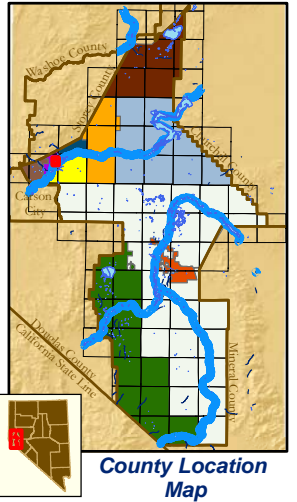 Washoe County
Storey County
Churchill County
Carson
City
Douglas County
California State Line
Mineral County
County Location
Map